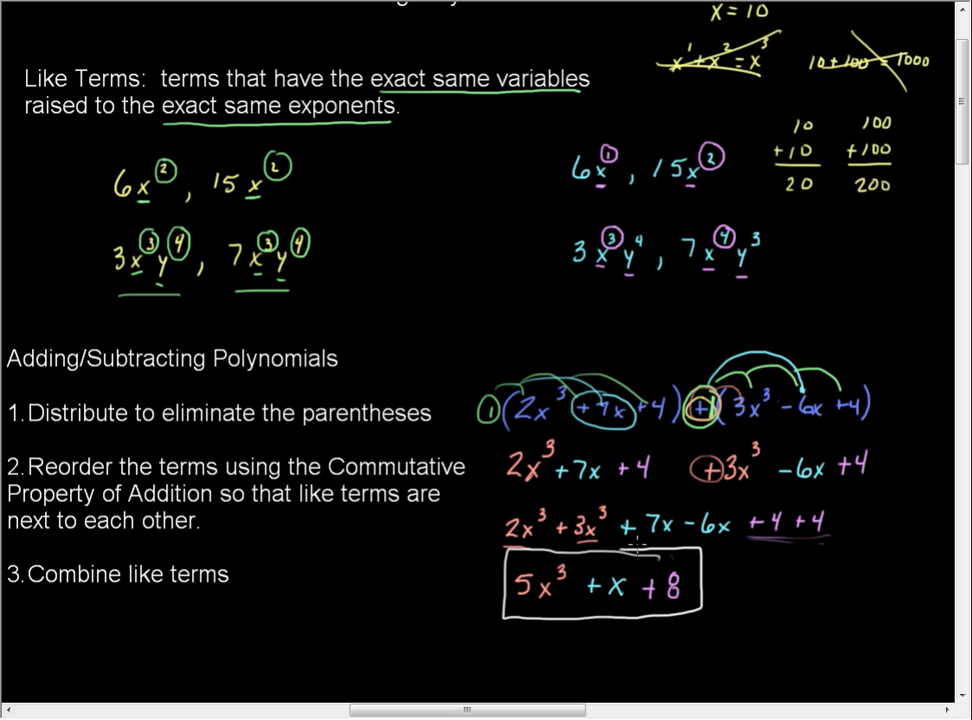 x = 10
x¹ + x² = x³
10 + 100 = 1000
Like Terms: terms that have the exact same variables
raised to the exact same exponents.
10
+10
20
100
+100
200
6x², 15x²
6x¹, 15x²
3x³y⁴, 7x³y⁴
3x³y⁴, 7x⁴y³
Adding/Subtracting Polynomials
1. Distribute to eliminate the parentheses
1(2x³ +7x +4) +1(3x³ -6x +4)
2. Reorder the terms using the Commutative
Property of Addition so that like terms are
next to each other.
2x³ +7x +4 +3x³ -6x +4
2x³ +3x³ +7x -6x +4 +4
3. Combine like terms
5x³ +x +8